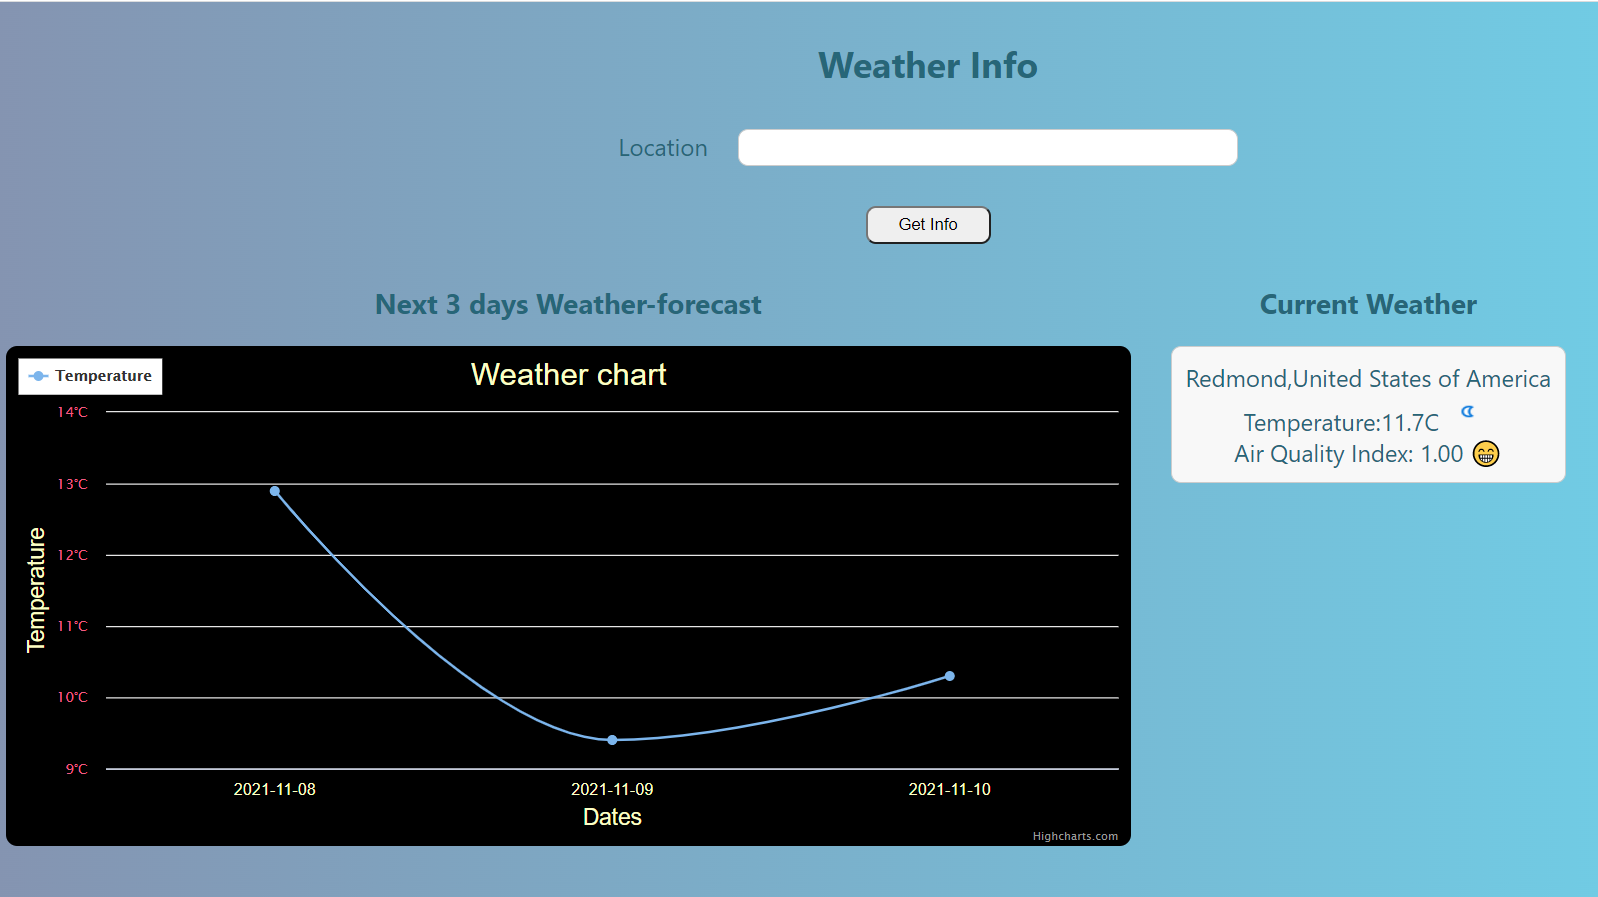 Weather Info
Location
Get Info
Next 3 days Weather-forecast
Current Weather
Temperature
Weather chart
14°C
13°C
12°C
11°C
10°C
9°C
Temperature
2021-11-08
2021-11-09
2021-11-10
Dates
Highcharts.com
Redmond,United States of America
Temperature:11.7C
Air Quality Index: 1.00